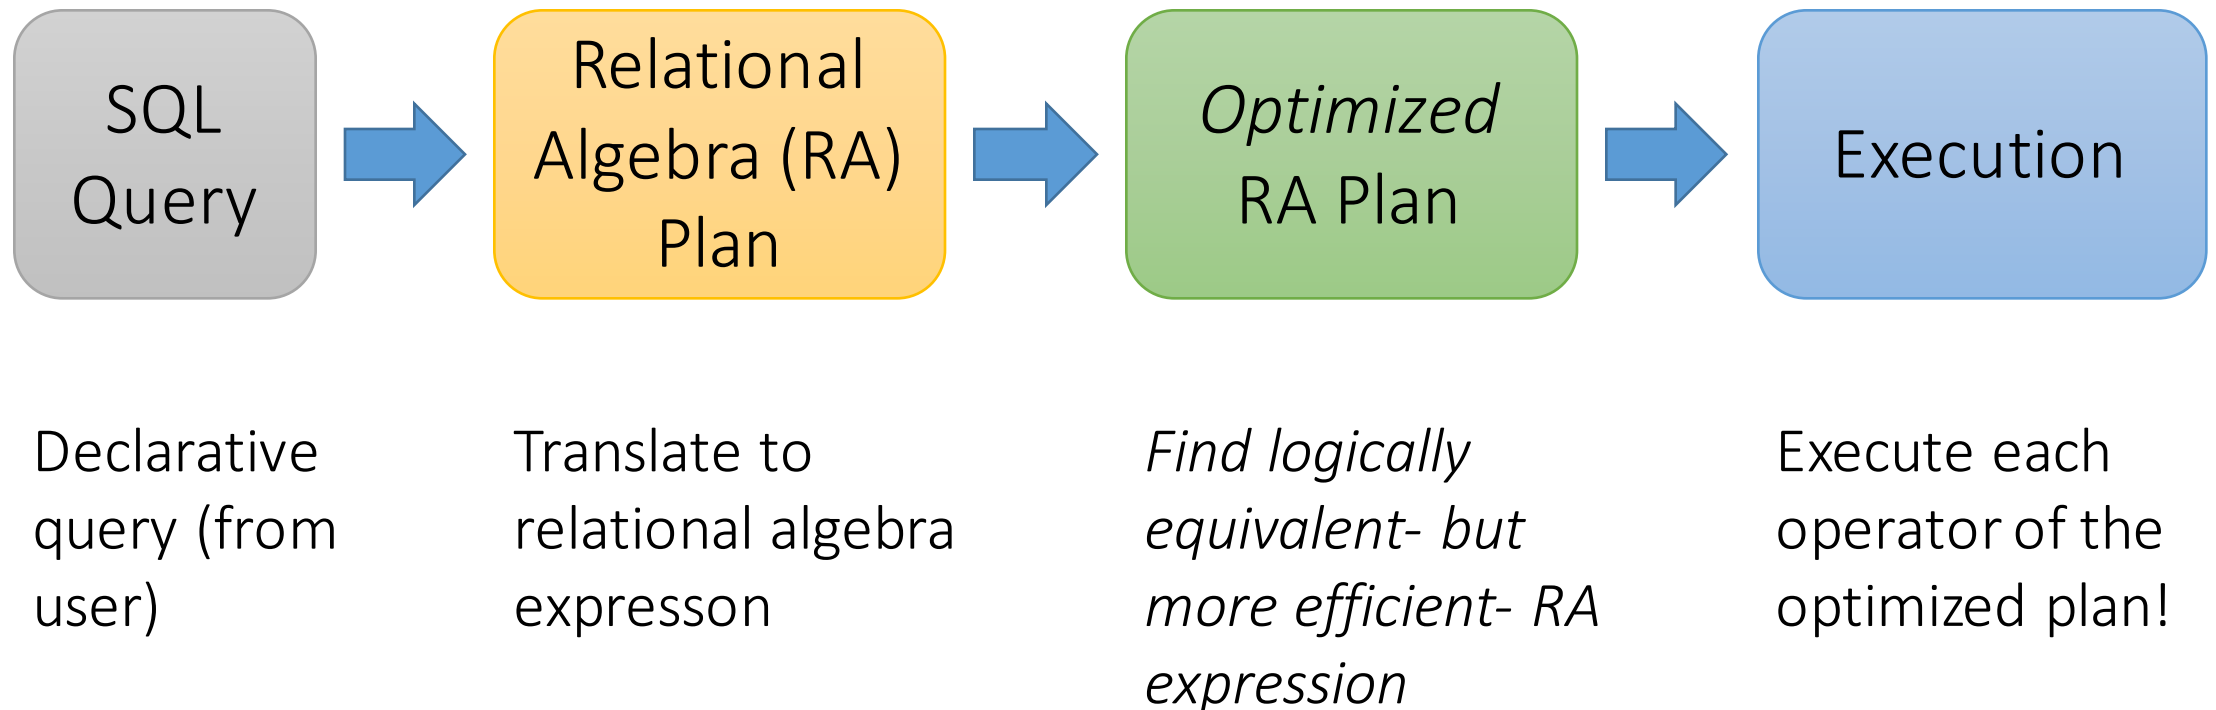 SQL
Query
Relational
Algebra (RA)
Plan
Optimized
RA Plan
Execution
Declarative
query (from
user)
Translate to
relational algebra
expresson
Find logically
equivalent- but
more efficient- RA
expression
Execute each
operator of the
optimized plan!